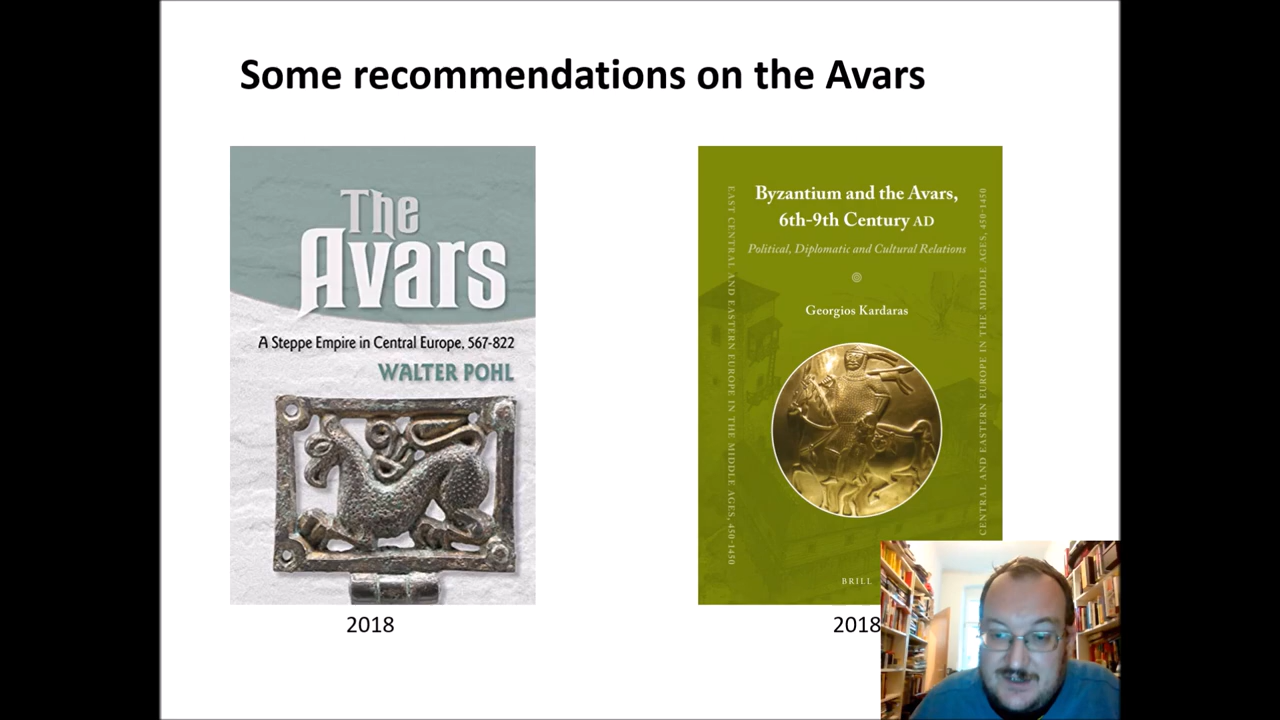 Some recommendations on the Avars
The
Avars
A Steppe Empire in Central Europe, 567-822
WALTER POHL
2018
EAST CENTRAL AND EASTERN EUROPE IN THE MIDDLE AGES, 450-1450
Byzantium and the Avars,
6th-9th Century AD
Political, Diplomatic and Cultural Relations
Georgios Kardaras
BRILL
CENTRAL AND EASTERN EUROPE IN THE MIDDLE AGES, 450-1450
2018